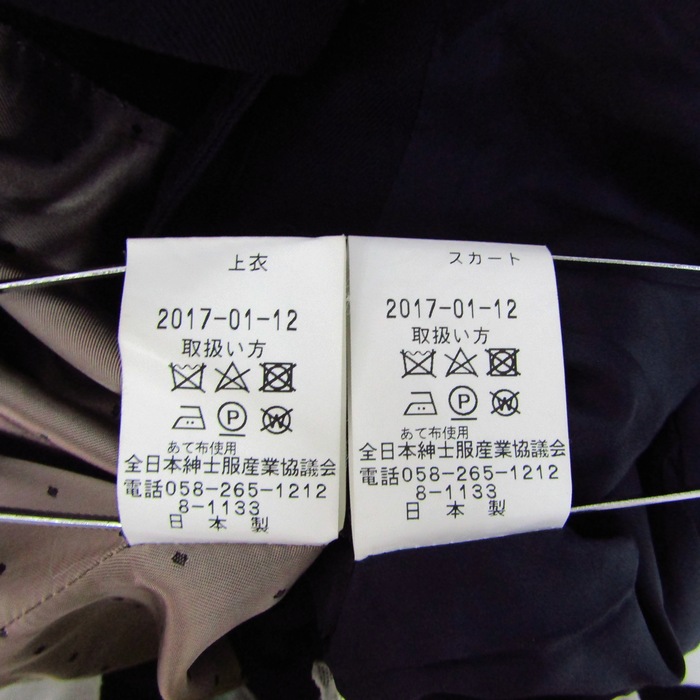 上衣
2017-01-12
取扱い方
P
W
あて布使用
全日本紳士服産業協議会
電話058-265-1212
8-1133
日本製
スカート
2017-01-12
取扱い方
P
W
あて布使用
全日本紳士服産業協議会
電話058-265-1212
8-1133
日本製